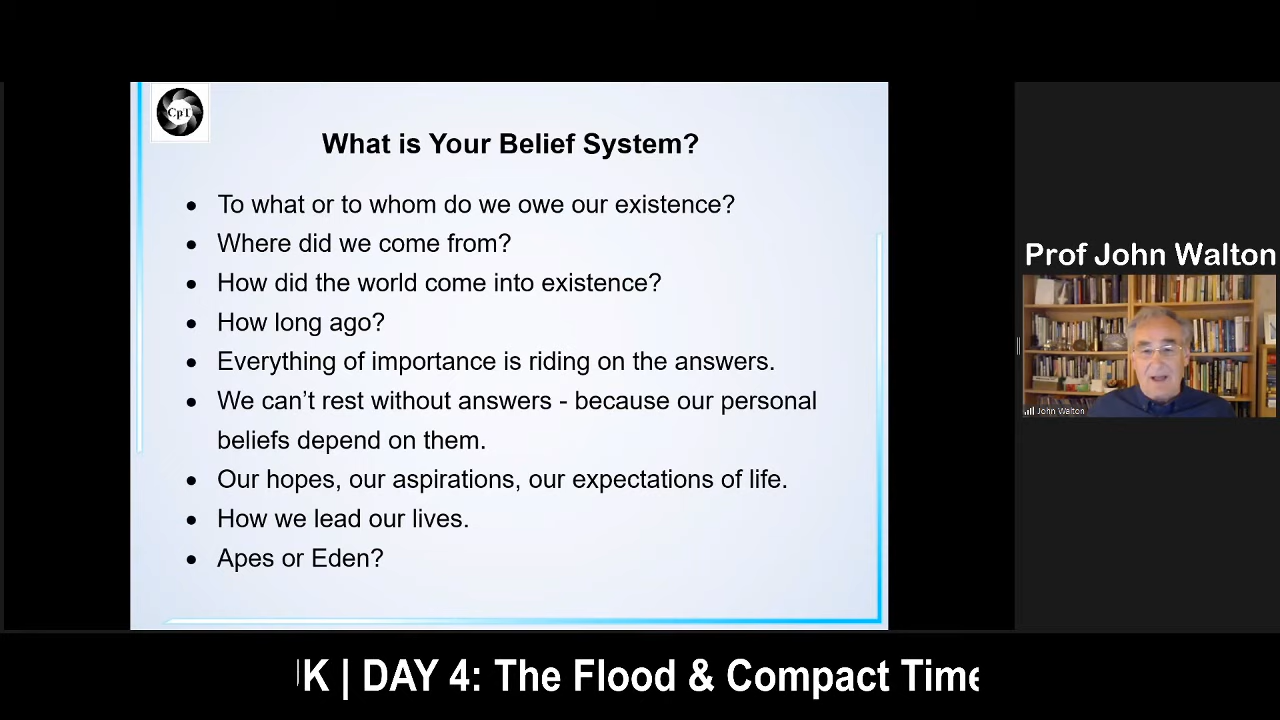 CpT
What is Your Belief System?
• To what or to whom do we owe our existence?
• Where did we come from?
• How did the world come into existence?
• How long ago?
• Everything of importance is riding on the answers.
• We can’t rest without answers - because our personal
beliefs depend on them.
• Our hopes, our aspirations, our expectations of life.
• How we lead our lives.
• Apes or Eden?
Prof John Walton
John Walton
K | DAY 4: The Flood & Compact Time